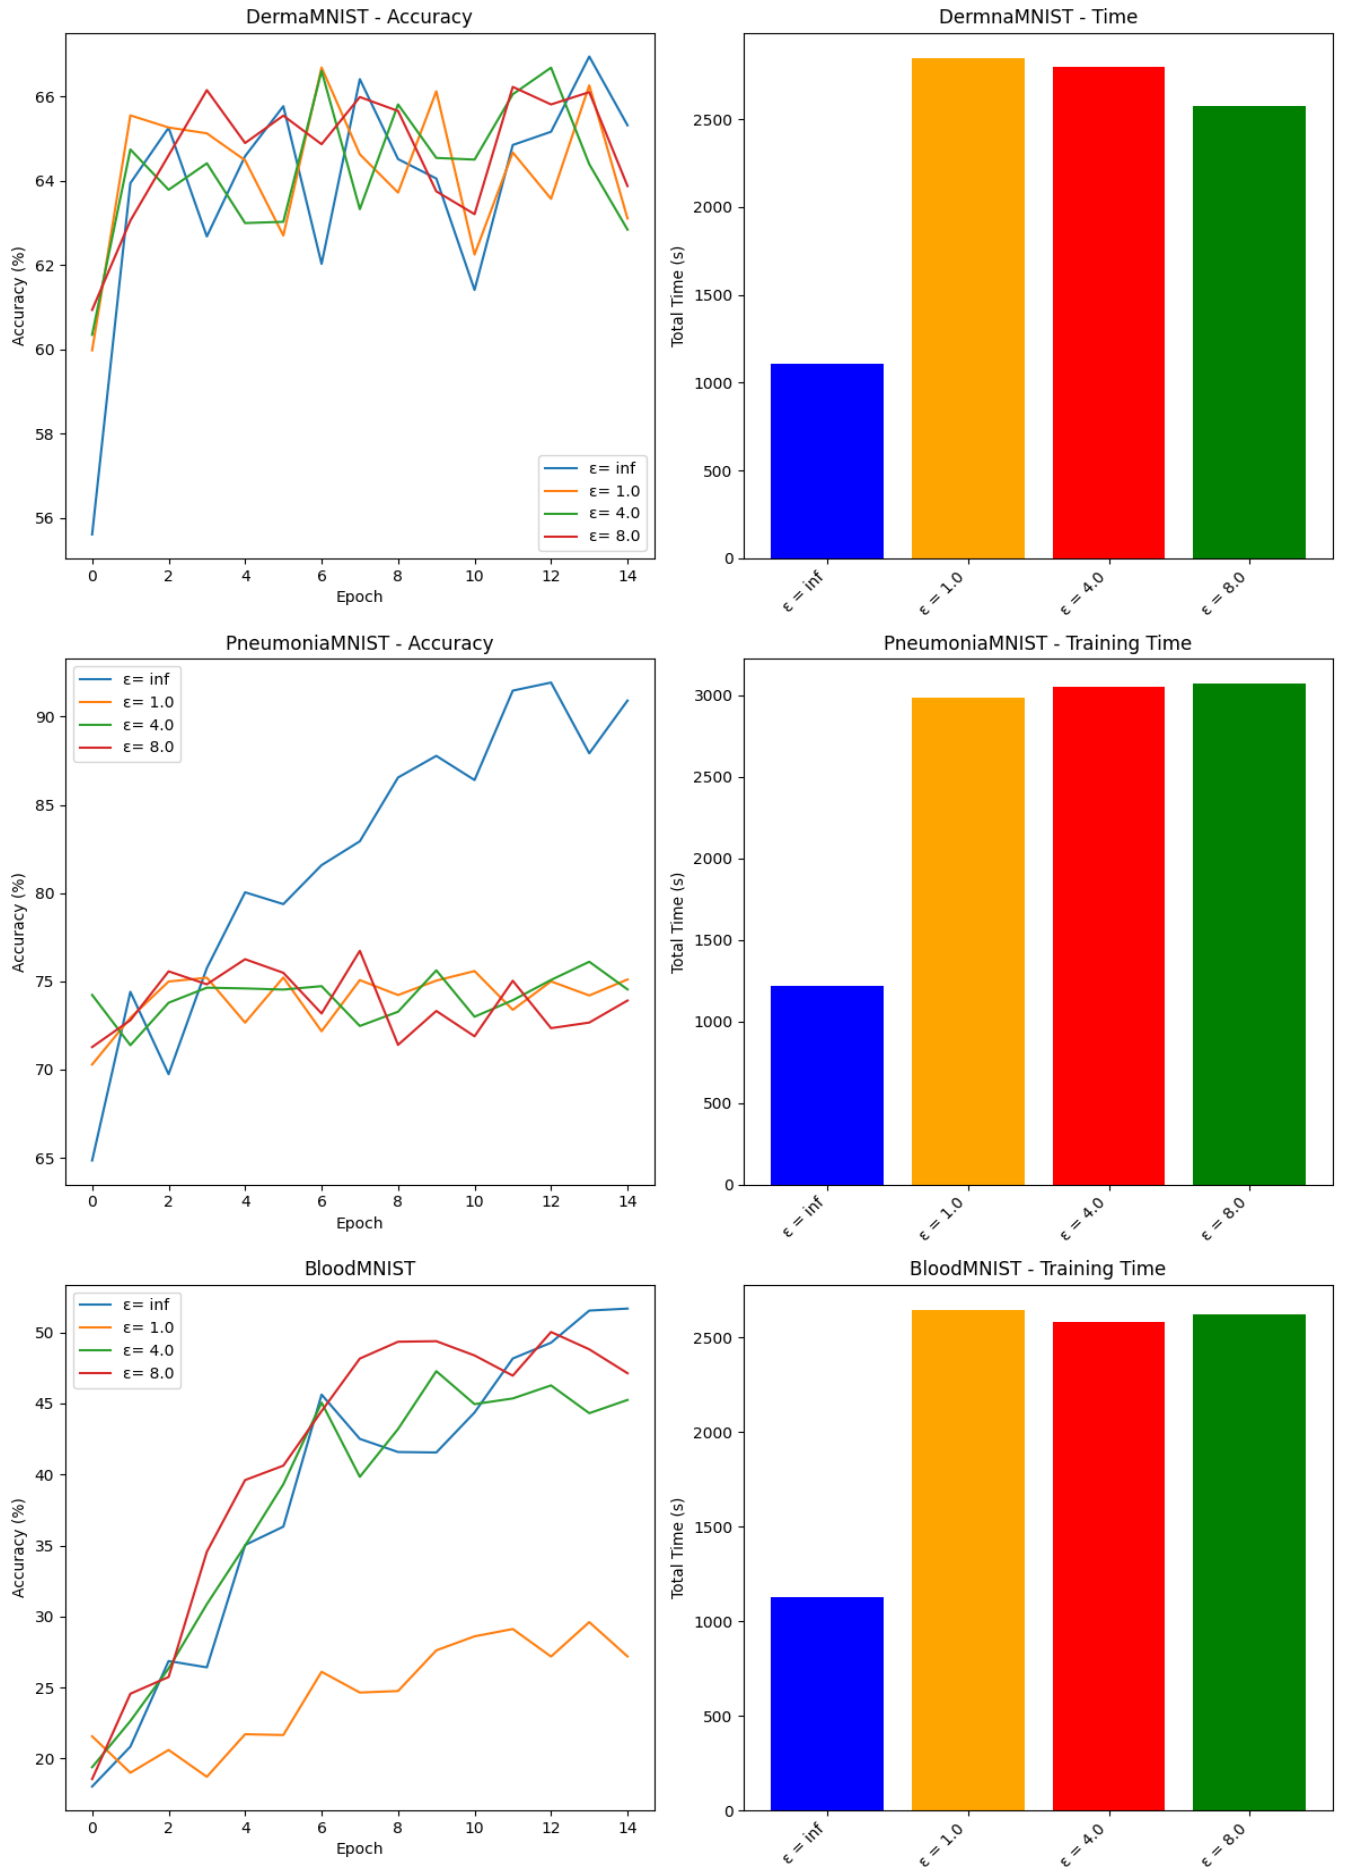 DermaMNIST - Accuracy
Accuracy (%)
66
64
62
60
58
56
ε= inf
ε= 1.0
ε= 4.0
ε= 8.0
0 2 4 6 8 10 12 14
Epoch
DermnaMNIST - Time
Total Time (s)
2500
2000
1500
1000
500
0
ε = inf
ε = 1.0
ε = 4.0
ε = 8.0
PneumoniaMNIST - Accuracy
Accuracy (%)
ε= inf
ε= 1.0
ε= 4.0
ε= 8.0
90
85
80
75
70
65
0 2 4 6 8 10 12 14
Epoch
PneumoniaMNIST - Training Time
Total Time (s)
3000
2500
2000
1500
1000
500
0
ε = inf
ε = 1.0
ε = 4.0
ε = 8.0
BloodMNIST
Accuracy (%)
ε= inf
ε= 1.0
ε= 4.0
ε= 8.0
50
45
40
35
30
25
20
0 2 4 6 8 10 12 14
Epoch
BloodMNIST - Training Time
Total Time (s)
2500
2000
1500
1000
500
0
ε = inf
ε = 1.0
ε = 4.0
ε = 8.0